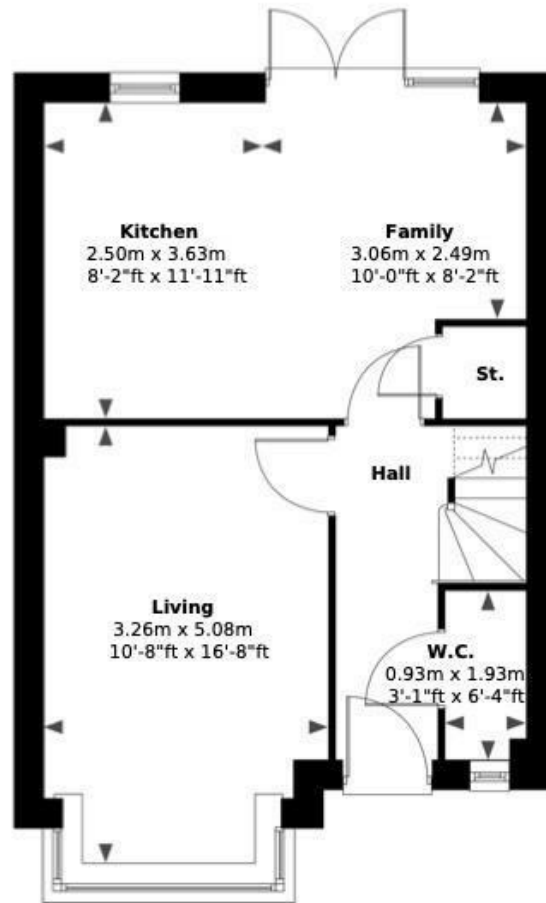 Kitchen
2.50m x 3.63m
8'-2"ft x 11'-11"ft
Family
3.06m x 2.49m
10'-0"ft x 8'-2"ft
St.
Hall
Living
3.26m x 5.08m
10'-8"ft x 16'-8"ft
W.C.
0.93m x 1.93m
3'-1"ft x 6'-4"ft